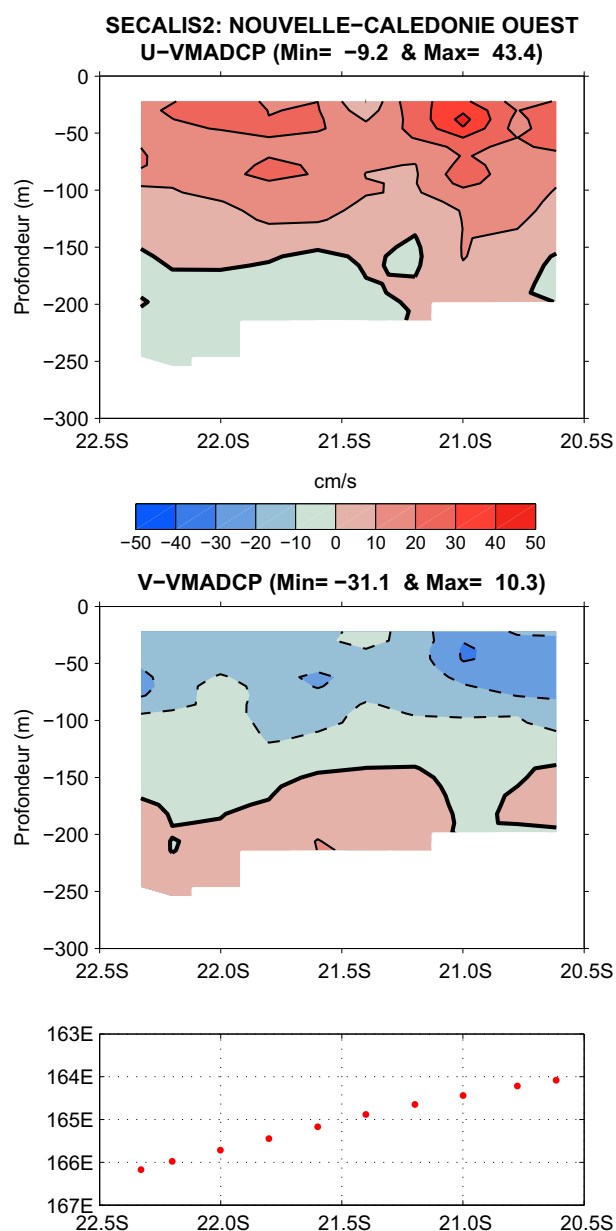 SECALIS2: NOUVELLE−CALEDONIE OUEST
U−VMADCP (Min= −9.2 & Max= 43.4)
0
−50
−100
−150
−200
−250
−300
Profondeur (m)
22.5S 22.0S 21.5S 21.0S 20.5S
cm/s
−50 −40 −30 −20 −10 0 10 20 30 40 50
V−VMADCP (Min= −31.1 & Max= 10.3)
0
−50
−100
−150
−200
−250
−300
Profondeur (m)
22.5S 22.0S 21.5S 21.0S 20.5S
163E
164E
165E
166E
167E
22.5S 22.0S 21.5S 21.0S 20.5S